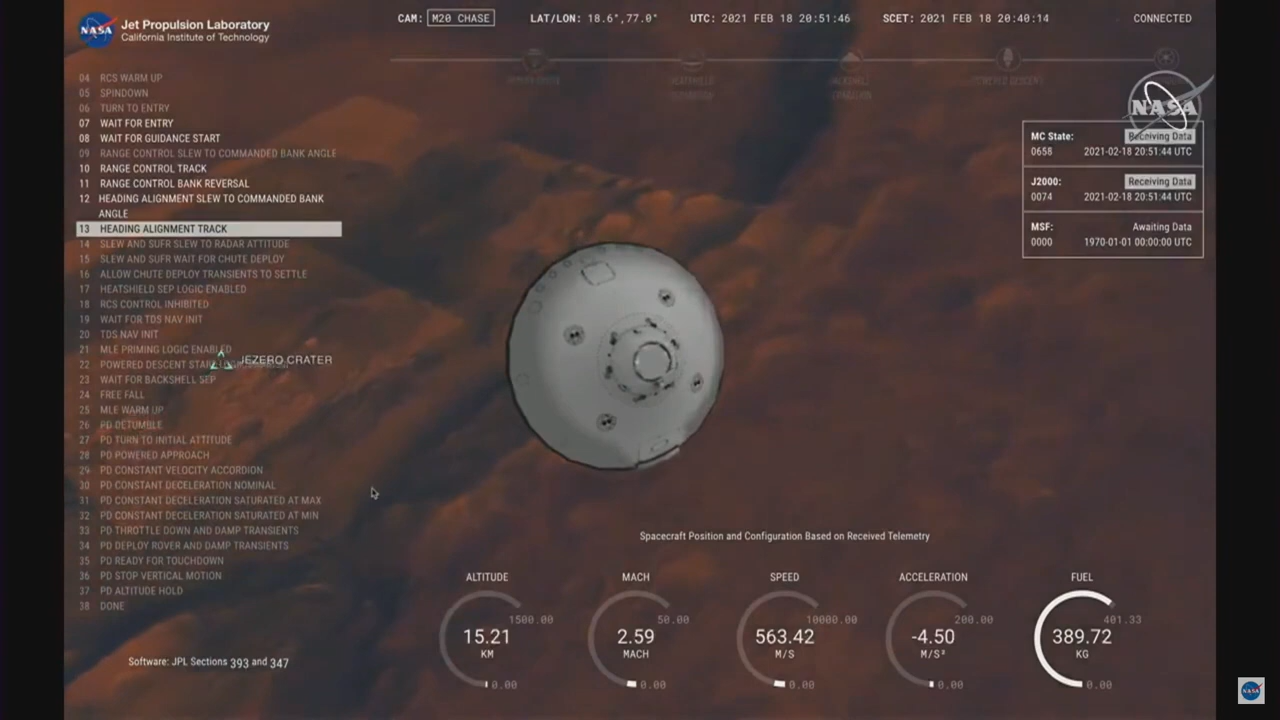 NASA
Jet Propulsion Laboratory
California Institute of Technology
CAM: M20 CHASE LAT/LON: 18.6°,77.0° UTC: 2021 FEB 18 20:51:46 SCET: 2021 FEB 18 20:40:14 CONNECTED
NASA
04 RCS WARM UP
05 SPINDOWN
06 TURN TO ENTRY
07 WAIT FOR ENTRY
08 WAIT FOR GUIDANCE START
09 RANGE CONTROL SLEW TO COMMANDED BANK ANGLE
10 RANGE CONTROL TRACK
11 RANGE CONTROL BANK REVERSAL
12 HEADING ALIGNMENT SLEW TO COMMANDED BANK
ANGLE
13 HEADING ALIGNMENT TRACK
14 SLEW AND SUFR SLEW TO RADAR ATTITUDE
15 SLEW AND SUFR WAIT FOR CHUTE DEPLOY
16 ALLOW CHUTE DEPLOY TRANSIENTS TO SETTLE
17 HEATSHIELD SEP LOGIC ENABLED
18 RCS CONTROL INHIBITED
19 WAIT FOR TDS NAV INIT
20 TDS NAV INIT
21 MLE PRIMING LOGIC ENABLED
JEZERO CRATER
22 POWERED DESCENT START
23 WAIT FOR BACKSHELL SEP
24 FREE FALL
25 MLE WARM UP
26 PD DETUMBLE
27 PD TURN TO INITIAL ATTITUDE
28 PD POWERED APPROACH
29 PD CONSTANT VELOCITY ACCORDION
30 PD CONSTANT DECELERATION NOMINAL
31 PD CONSTANT DECELERATION SATURATED AT MAX
32 PD CONSTANT DECELERATION SATURATED AT MIN
33 PD THROTTLE DOWN AND DAMP TRANSIENTS
34 PD DEPLOY ROVER AND DAMP TRANSIENTS
35 PD READY FOR TOUCHDOWN
36 PD STOP VERTICAL MOTION
37 PD ALTITUDE HOLD
38 DONE
Software: JPL Sections 393 and 347
MC State: Receiving Data
0658 2021-02-18 20:51:44 UTC
J2000: Receiving Data
0074 2021-02-18 20:51:44 UTC
MSF: Awaiting Data
0000 1970-01-01 00:00:00 UTC
Spacecraft Position and Configuration Based on Received Telemetry
ALTITUDE MACH SPEED ACCELERATION FUEL
1500.00 50.00 10000.00 200.00 401.33
15.21 2.59 563.42 -4.50 389.72
KM MACH M/S M/S² KG
0.00 0.00 0.00 0.00 0.00
NASA